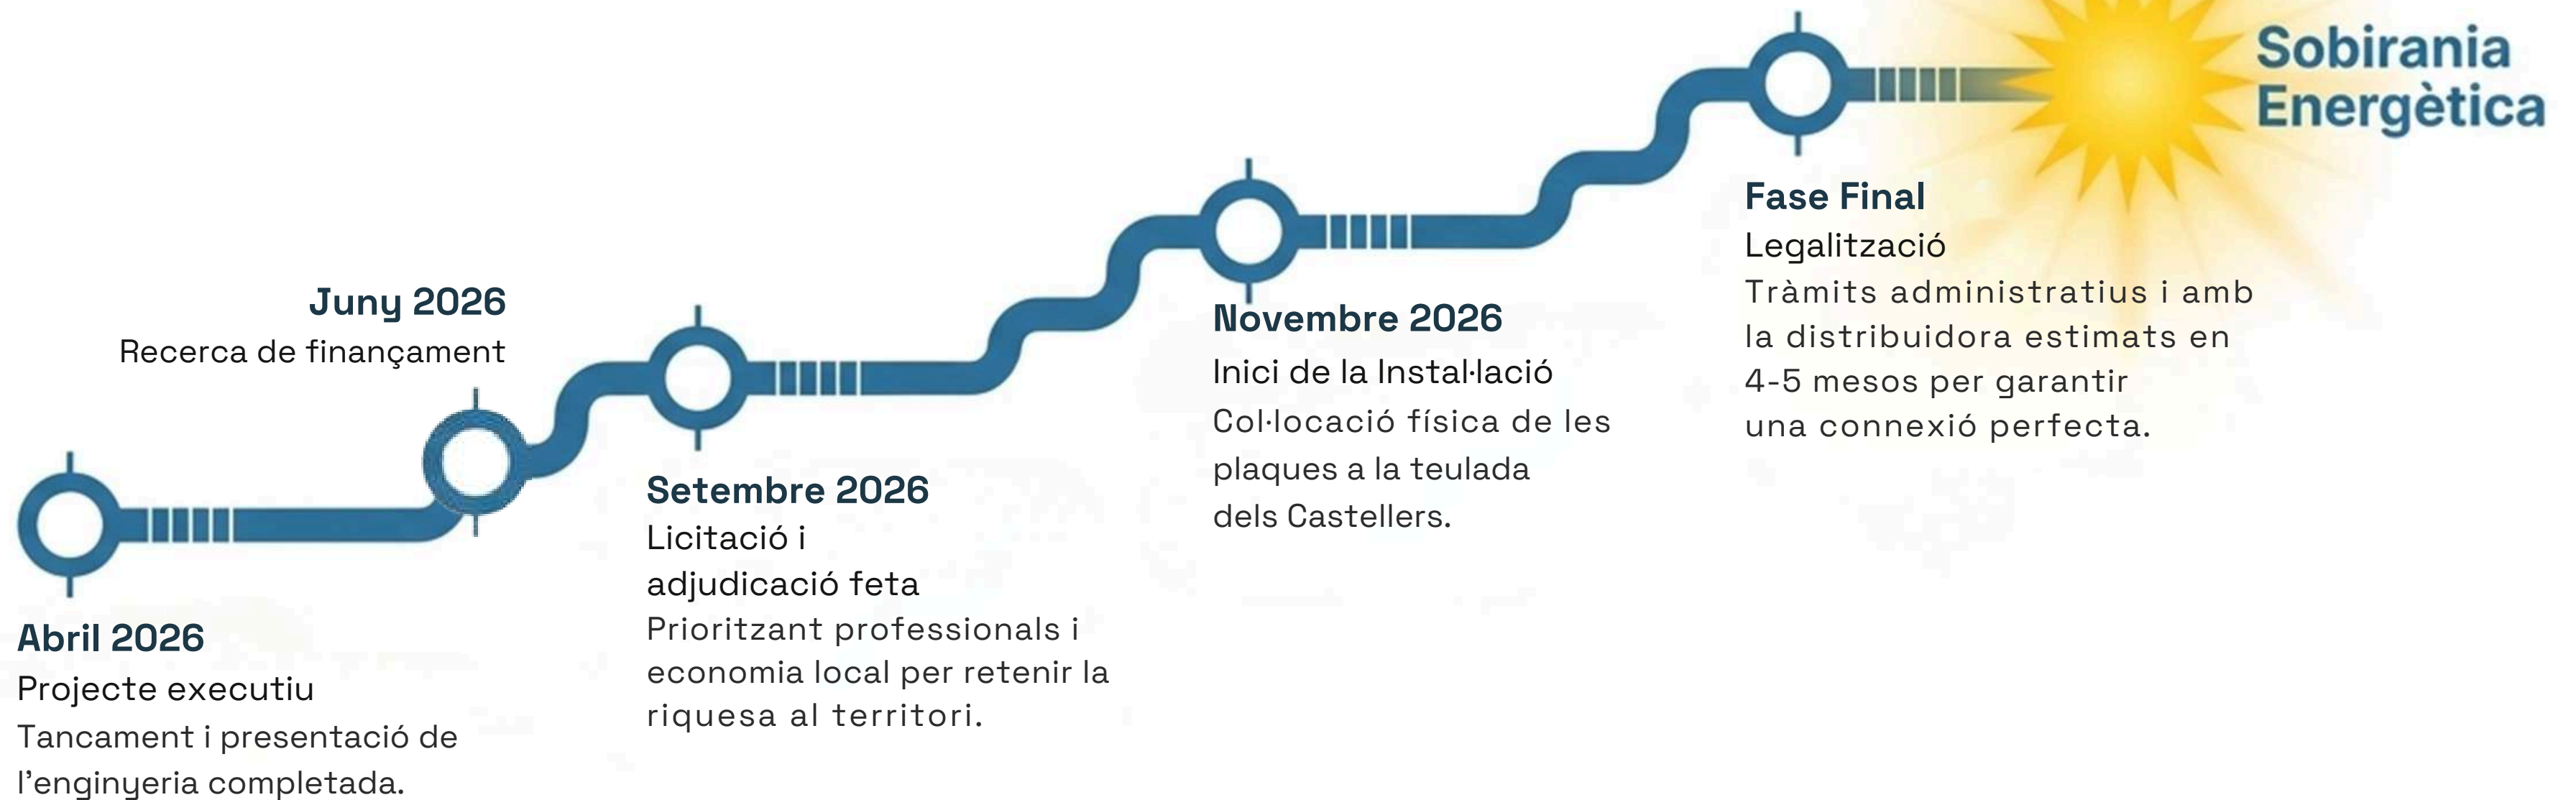 Abril 2026
Projecte executiu
Tancament i presentació de
l'enginyeria completada.
Juny 2026
Recerca de finançament
Setembre 2026
Licitació i
adjudicació feta
Prioritzant professionals i
economia local per retenir la
riquesa al territori.
Novembre 2026
Inici de la Instal·lació
Col·locació física de les
plaques a la teulada
dels Castellers.
Fase Final
Legalització
Tràmits administratius i amb
la distribuidora estimats en
4-5 mesos per garantir
una connexió perfecta.
Sobirania
Energètica